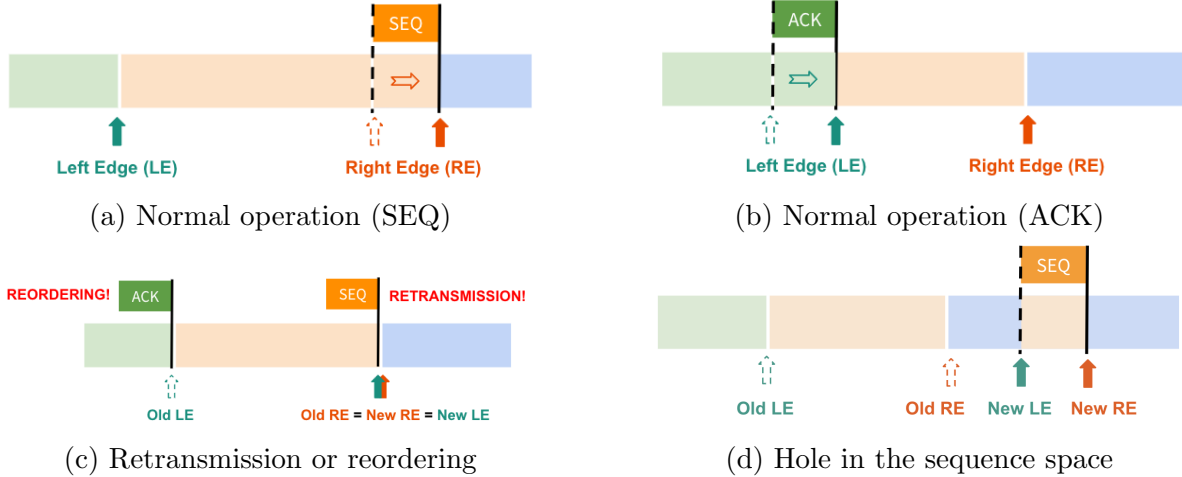 SEQ
Left Edge (LE)
Right Edge (RE)
(a) Normal operation (SEQ)
ACK
Left Edge (LE)
Right Edge (RE)
(b) Normal operation (ACK)
REORDERING!
ACK
SEQ
RETRANSMISSION!
Old LE
Old RE = New RE = New LE
(c) Retransmission or reordering
SEQ
Old LE
Old RE
New LE
New RE
(d) Hole in the sequence space